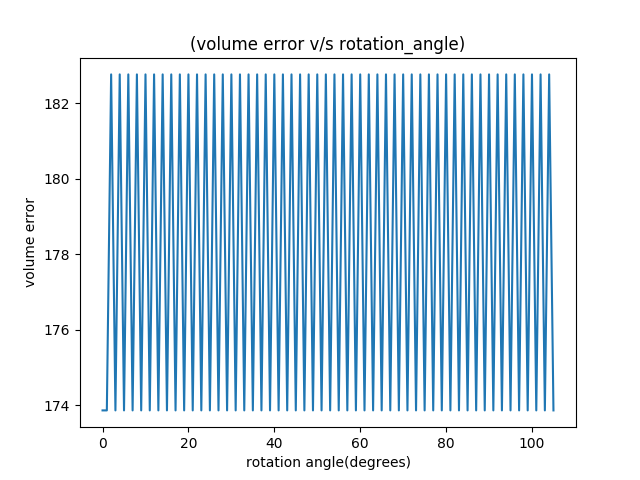 (volume error v/s rotation_angle)
182
180
178
176
174
volume error
0 20 40 60 80 100
rotation angle(degrees)